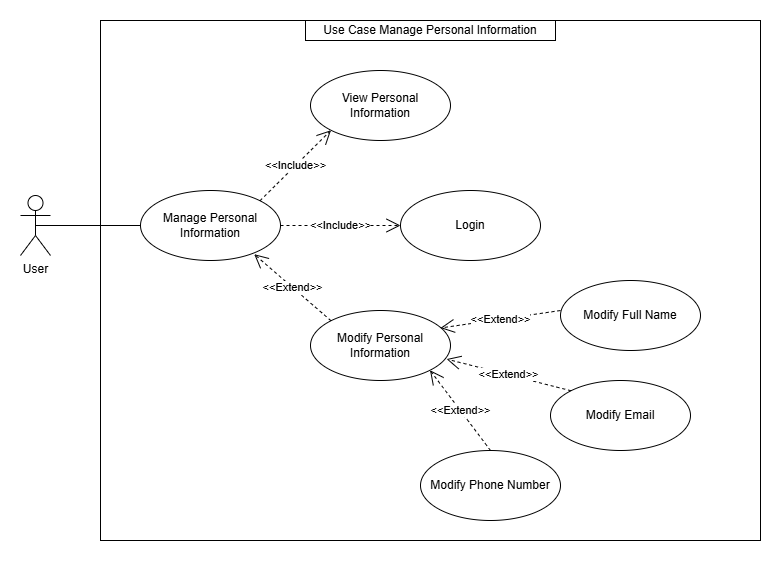 Use Case Manage Personal Information
View Personal
Information
<<Include>>
Manage Personal
Information
<<Include>>
Login
User
<<Extend>>
Modify Personal
Information
<<Extend>>
Modify Full Name
<<Extend>>
Modify Email
<<Extend>>
Modify Phone Number